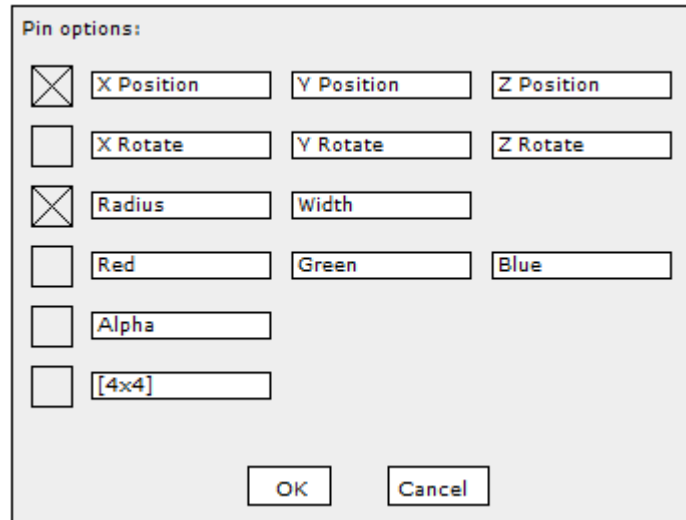 Pin options:
X Position Y Position Z Position
X Rotate Y Rotate Z Rotate
Radius Width
Red Green Blue
Alpha
[4x4]
OK Cancel